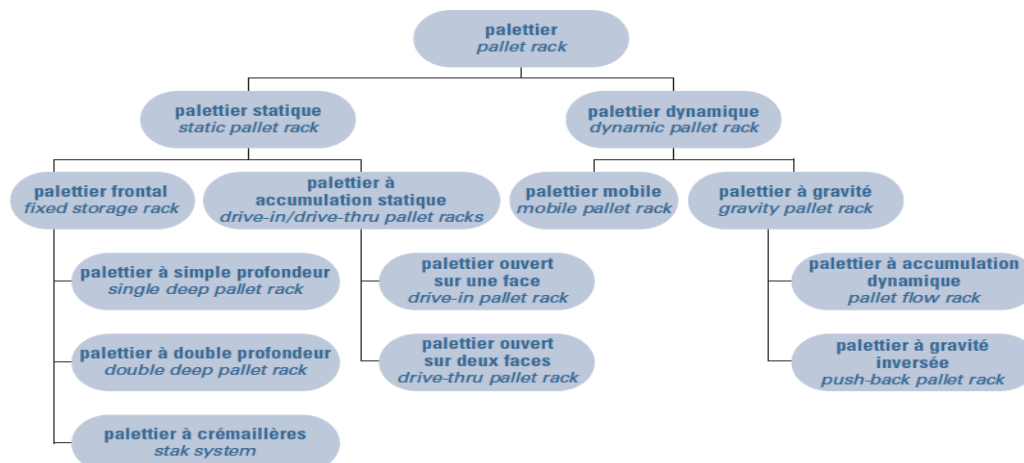 palettier
pallet rack
palettier statique
static pallet rack
palettier dynamique
dynamic pallet rack
palettier frontal
fixed storage rack
palettier à
accumulation statique
drive-in/drive-thru pallet racks
palettier mobile
mobile pallet rack
palettier à gravité
gravity pallet rack
palettier à simple profondeur
single deep pallet rack
palettier à double profondeur
double deep pallet rack
palettier à crémaillères
stak system
palettier ouvert
sur une face
drive-in pallet rack
palettier ouvert
sur deux faces
drive-thru pallet rack
palettier à accumulation
dynamique
pallet flow rack
palettier à gravité
inversée
push-back pallet rack